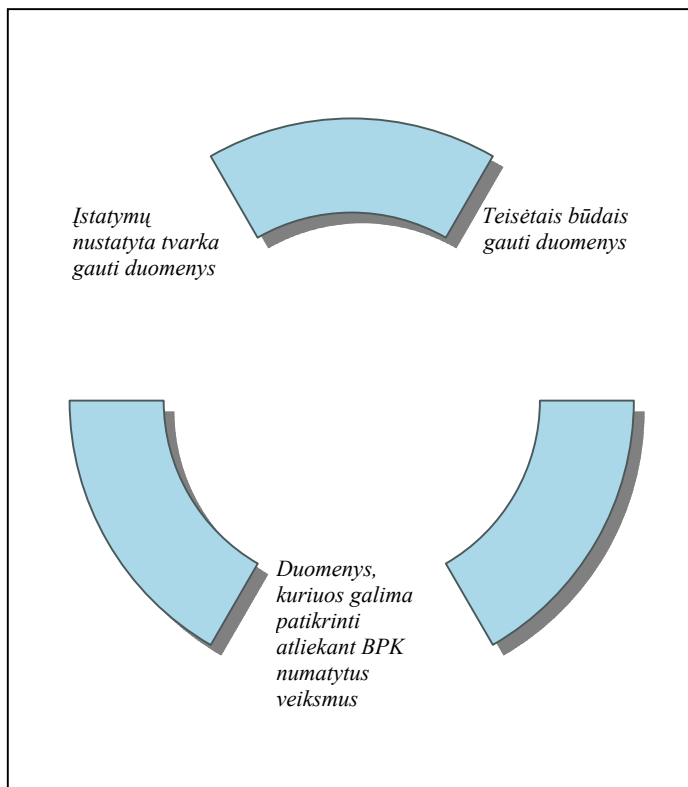 Įstatymų
nustatyta tvarka
gauti duomenys
Teisėtais būdais
gauti duomenys
Duomenys,
kuriuos galima
patikrinti
atliekant BPK
numatytus
veiksmus